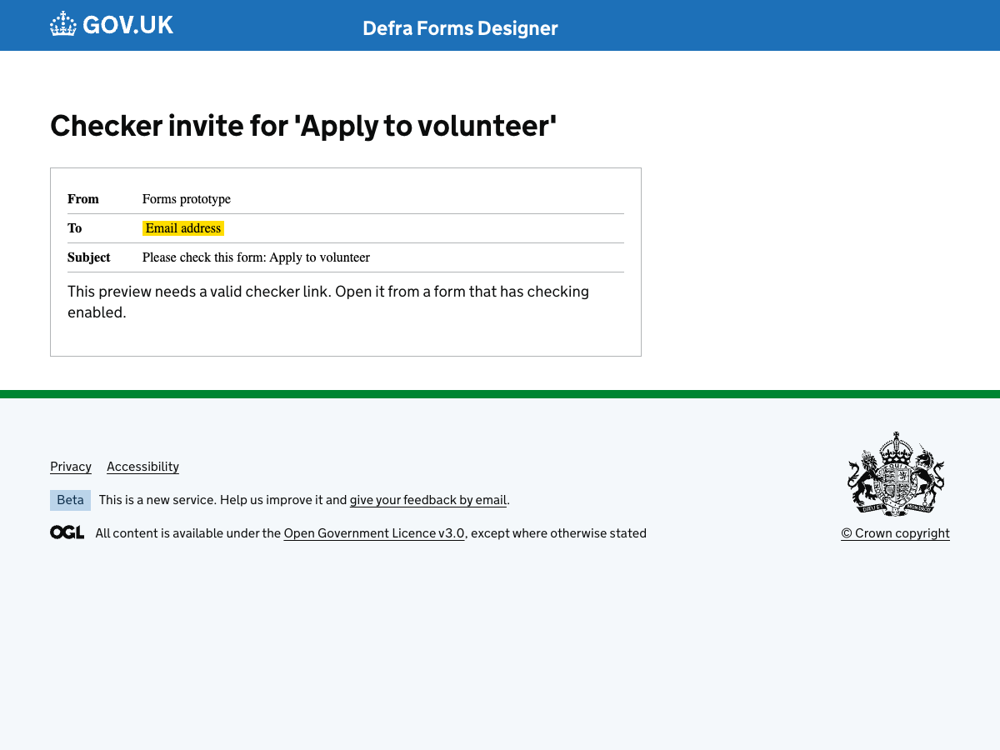 GOV.UK
Defra Forms Designer
Checker invite for 'Apply to volunteer'
From Forms prototype
To Email address
Subject Please check this form: Apply to volunteer
This preview needs a valid checker link. Open it from a form that has checking
enabled.
Privacy Accessibility
Beta This is a new service. Help us improve it and give your feedback by email.
OGL All content is available under the Open Government Licence v3.0, except where otherwise stated
© Crown copyright